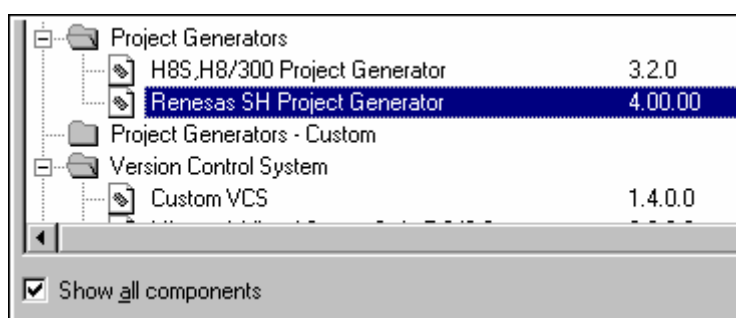 Project Generators
H8S,H8/300 Project Generator 3.2.0
Renesas SH Project Generator 4.00.00
Project Generators - Custom
Version Control System
Custom VCS 1.4.0.0
Show all components